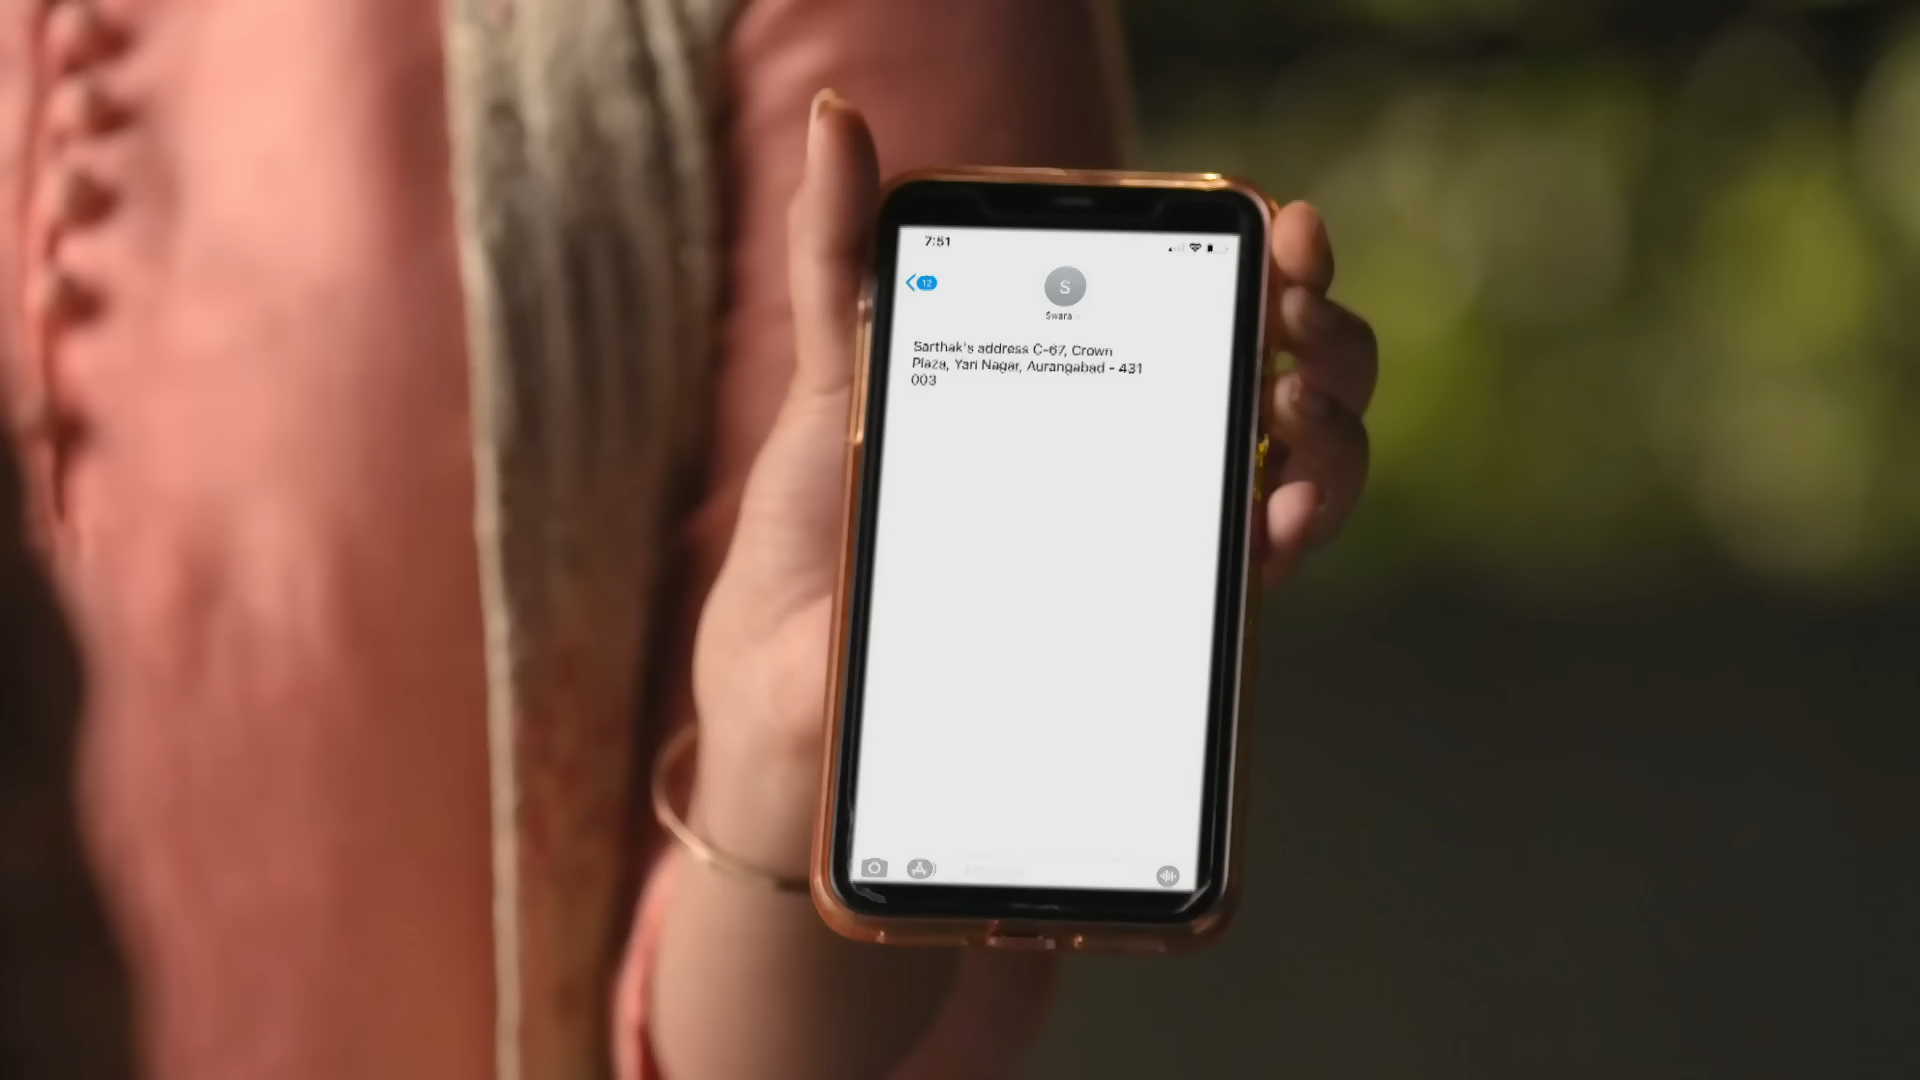 7:51
12
S
Swara
Sarthak's address C-67, Crown
Plaza, Yari Nagar, Aurangabad - 431
003